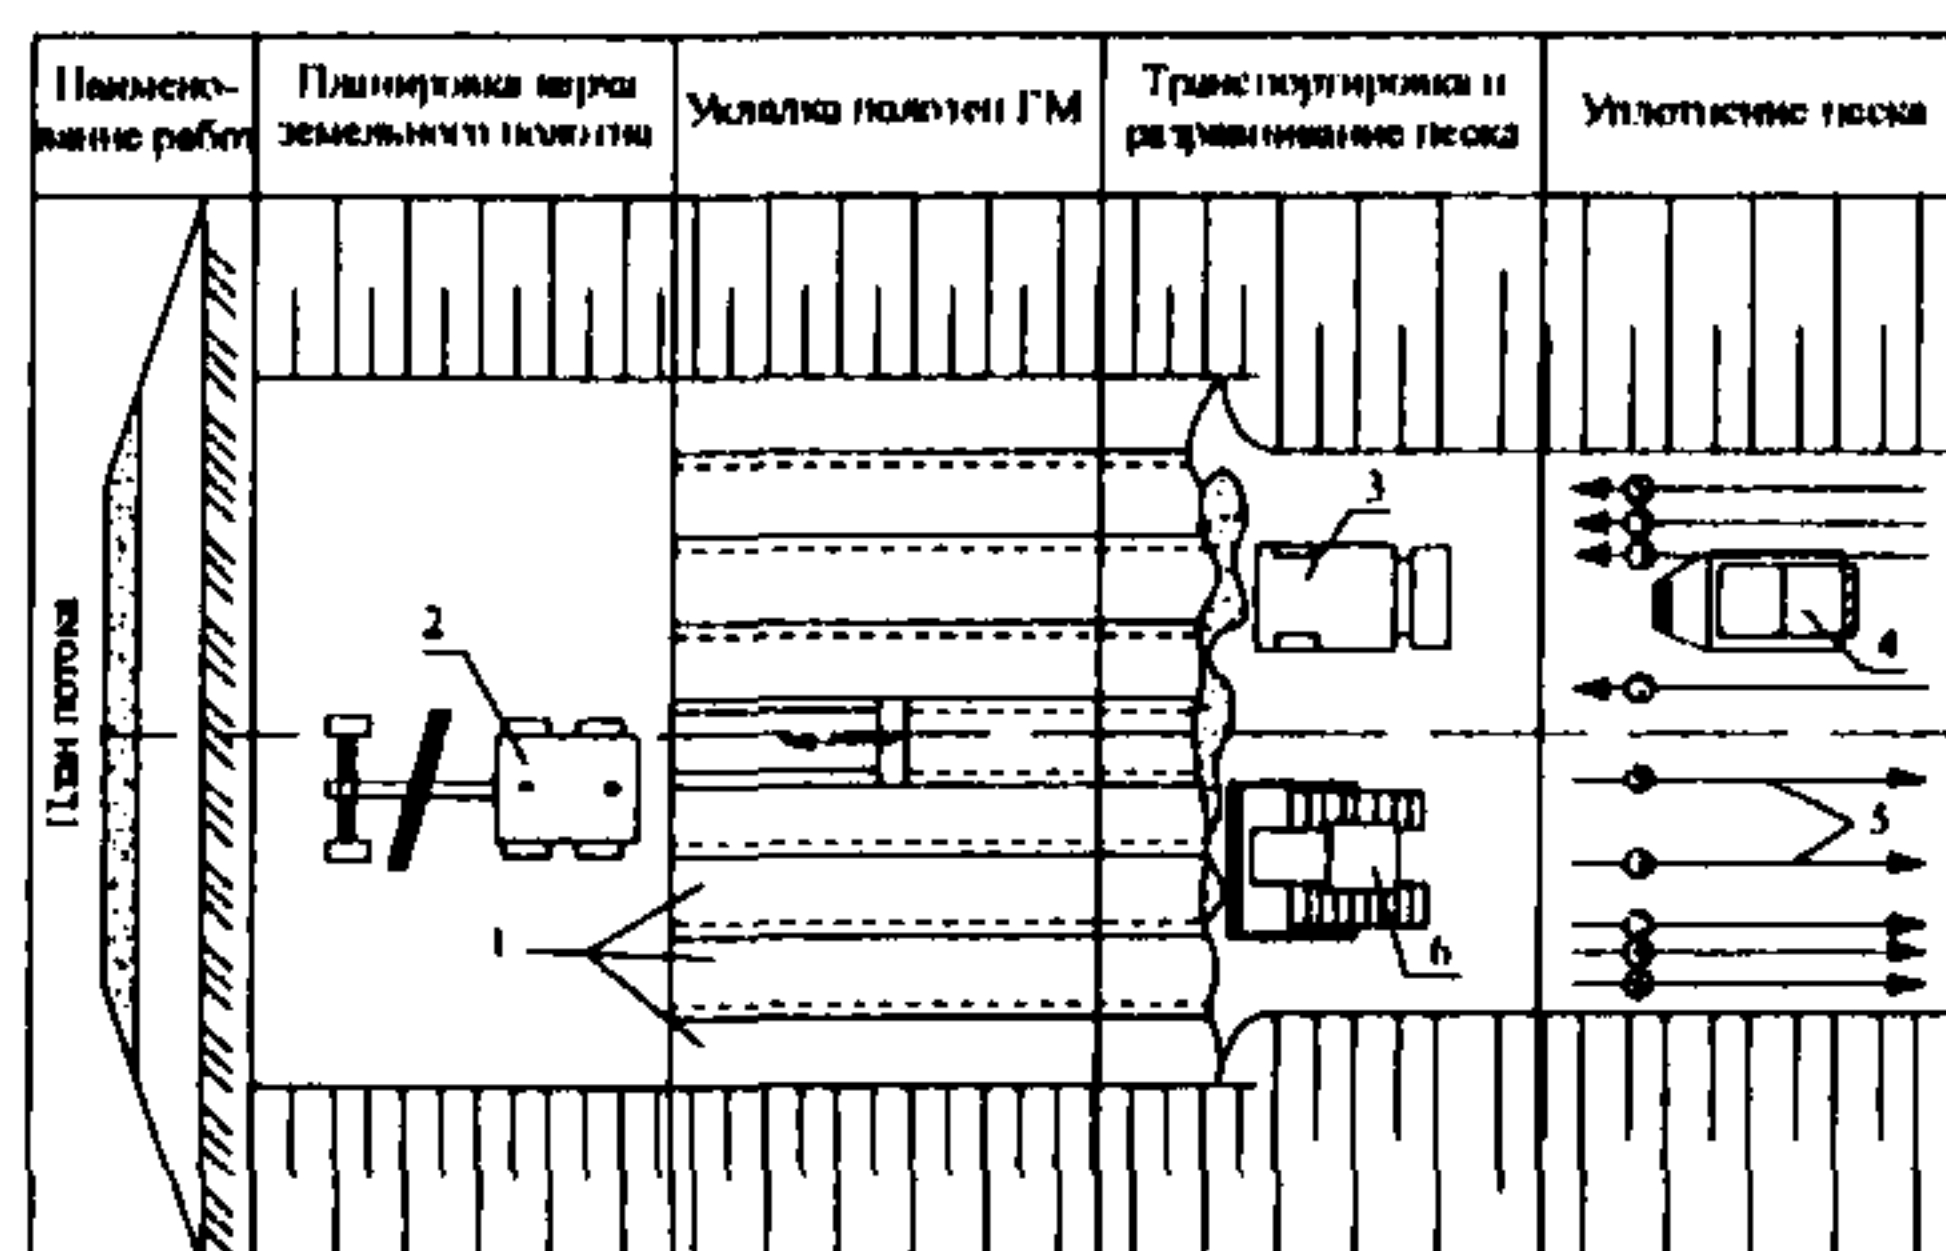 Наимено-
вание работ
Планировка верха
земельного полотна
Укладка полотен ГМ
Транспортировка и
разравнивание песка
Уплотнение песка
План потока
2
3
4
5
1
6